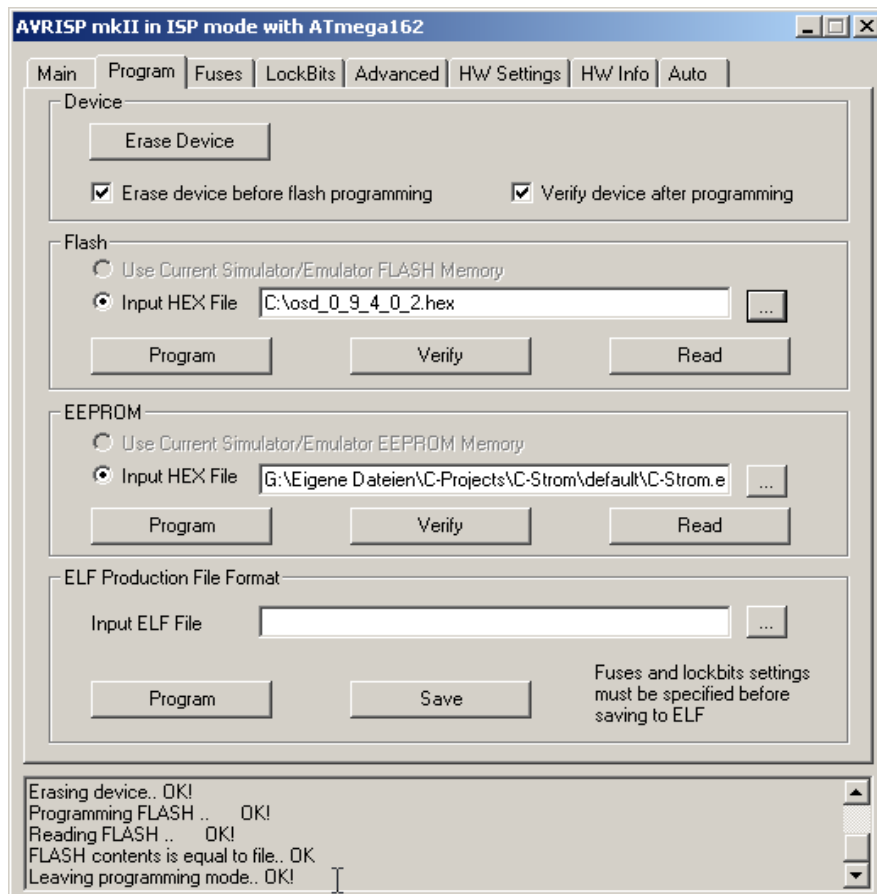 AVRISP mkII in ISP mode with ATmega162
Main Program Fuses LockBits Advanced HW Settings HW Info Auto
Device
Erase Device
Erase device before flash programming Verify device after programming
Flash
Use Current Simulator/Emulator FLASH Memory
Input HEX File C:\osd_0_9_4_0_2.hex ...
Program Verify Read
EEPROM
Use Current Simulator/Emulator EEPROM Memory
Input HEX File G:\Eigene Dateien\C-Projects\C-Strom\default\C-Strom.e ...
Program Verify Read
ELF Production File Format
Input ELF File ...
Program Save Fuses and lockbits settings
must be specified before
saving to ELF
Erasing device.. OK!
Programming FLASH .. OK!
Reading FLASH .. OK!
FLASH contents is equal to file.. OK
Leaving programming mode.. OK!